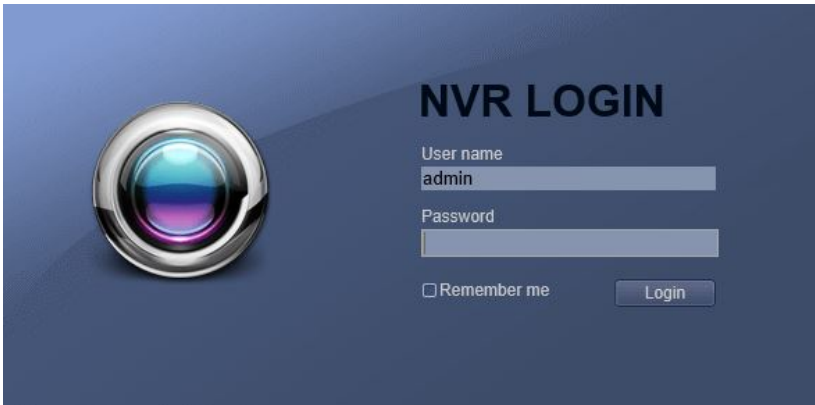 NVR LOGIN
User name
admin
Password
Remember me
Login